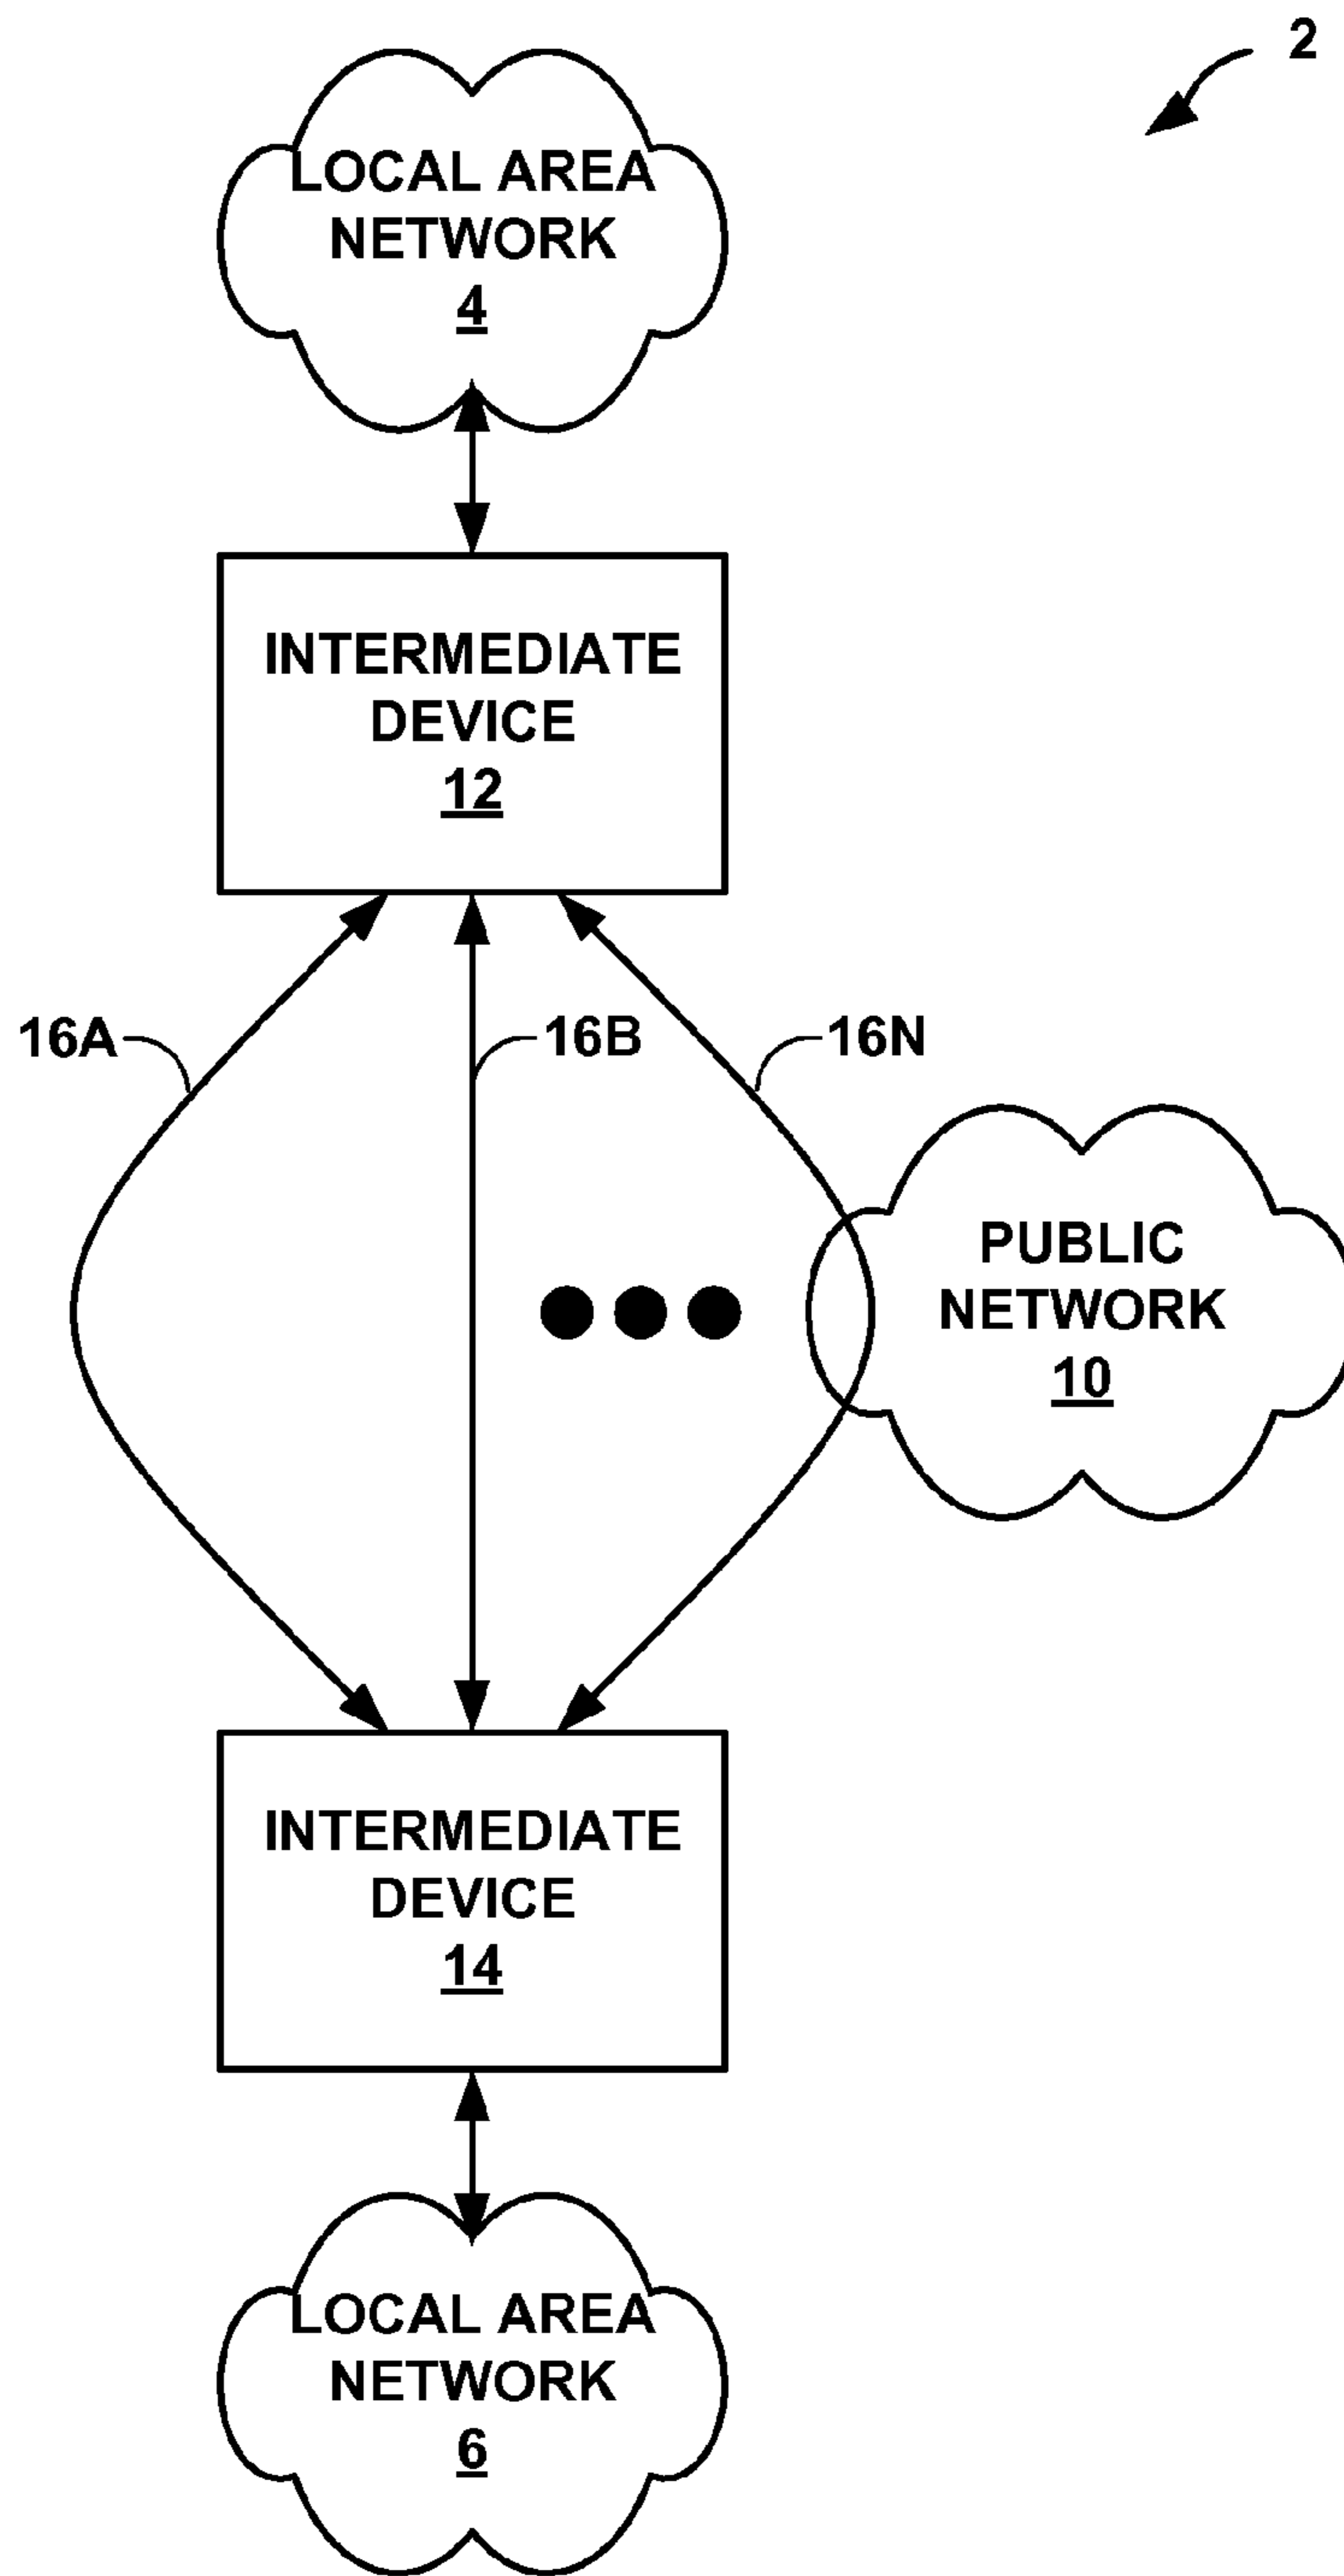 2
LOCAL AREA
NETWORK
4
INTERMEDIATE
DEVICE
12
16A
16B
16N
PUBLIC
NETWORK
10
INTERMEDIATE
DEVICE
14
LOCAL AREA
NETWORK
6